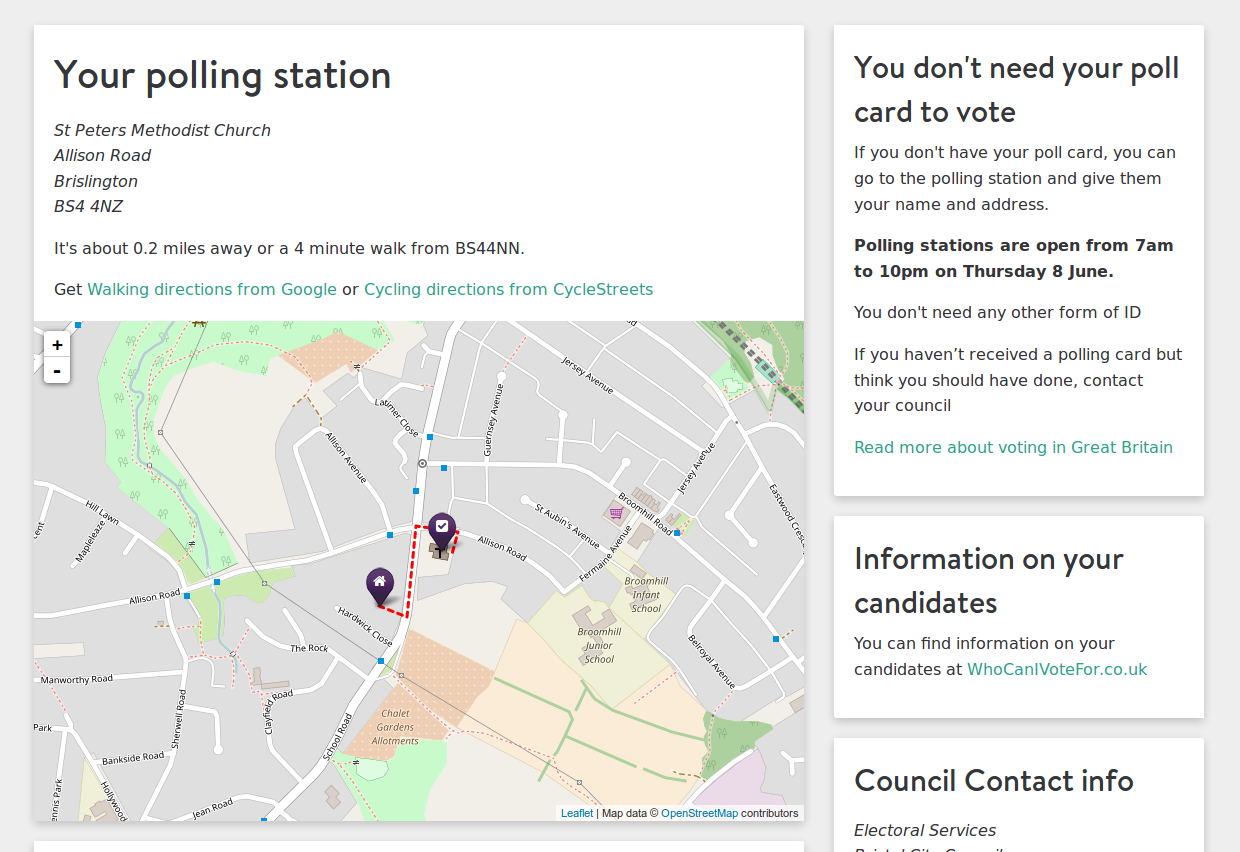 Your polling station
St Peters Methodist Church
Allison Road
Brislington
BS4 4NZ
It's about 0.2 miles away or a 4 minute walk from BS44NN.
Get Walking directions from Google or Cycling directions from CycleStreets
+
-
Jersey Avenue
Latimer Close
Guernsey Avenue
Allison Avenue
Jersey Avenue
Eastwood Cresc
Hill Lawn
Mapleleaze
St Aubin's Avenue
Broomhill Road
Allison Road
Fermaine Avenue
Allison Road
Broomhill
Infant
School
Hardwick Close
Broomhill
Junior
School
The Rock
Belroyal Avenue
Manworthy Road
Sherwell Road
Clayfield Road
Chalet
Gardens
Allotments
School Road
Park
Bankside Road
ennis Park
Hollywood
Jean Road
Leaflet | Map data © OpenStreetMap contributors
You don't need your poll
card to vote
If you don't have your poll card, you can
go to the polling station and give them
your name and address.
Polling stations are open from 7am
to 10pm on Thursday 8 June.
You don't need any other form of ID
If you haven’t received a polling card but
think you should have done, contact
your council
Read more about voting in Great Britain
Information on your
candidates
You can find information on your
candidates at WhoCanIVoteFor.co.uk
Council Contact info
Electoral Services
Bristol City Council